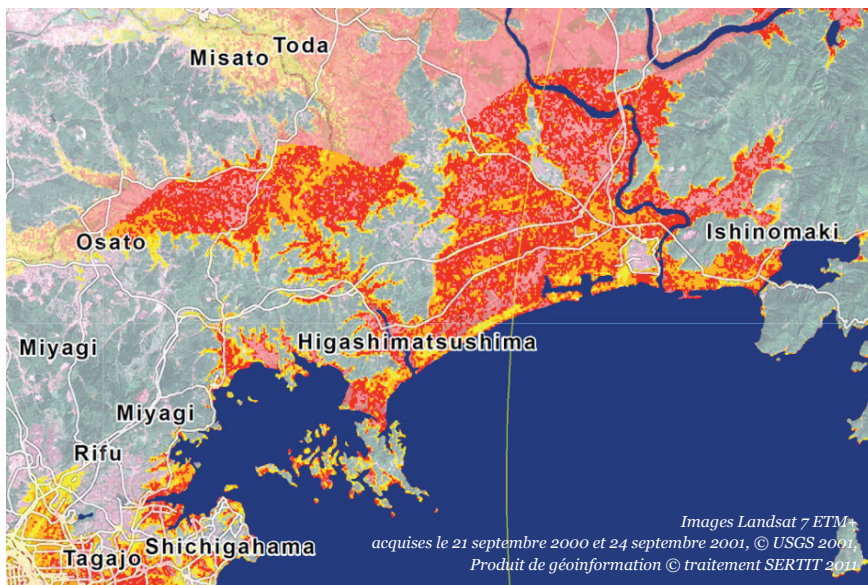 Misato
Toda
Osato
Ishinomaki
Miyagi
Higashimatsushima
Miyagi
Rifu
Tagajo
Shichigahama
Images Landsat 7 ETM+
acquises le 21 septembre 2000 et 24 septembre 2001, © USGS 2001,
Produit de géoinformation © traitement SERTIT 2011